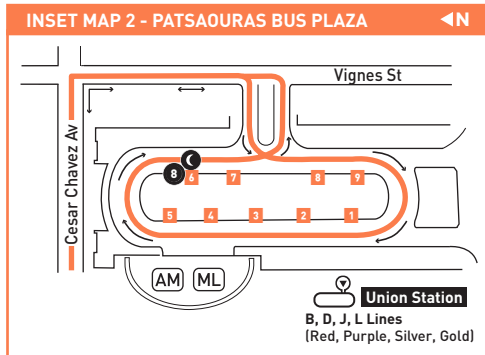 INSET MAP 2 - PATSAOURAS BUS PLAZA
N
Vignes St
Cesar Chavez Av
8
6
7
8
9
5
4
3
2
1
AM
ML
Union Station
B, D, J, L Lines
(Red, Purple, Silver, Gold)